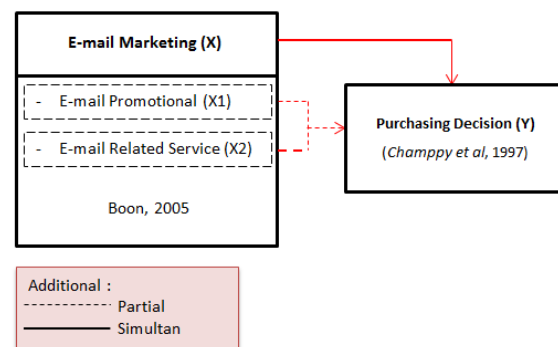 E-mail Marketing (X)
- E-mail Promotional (X1)
- E-mail Related Service (X2)
Boon, 2005
Purchasing Decision (Y)
(Champpy et al, 1997)
Additional :
Partial
Simultan